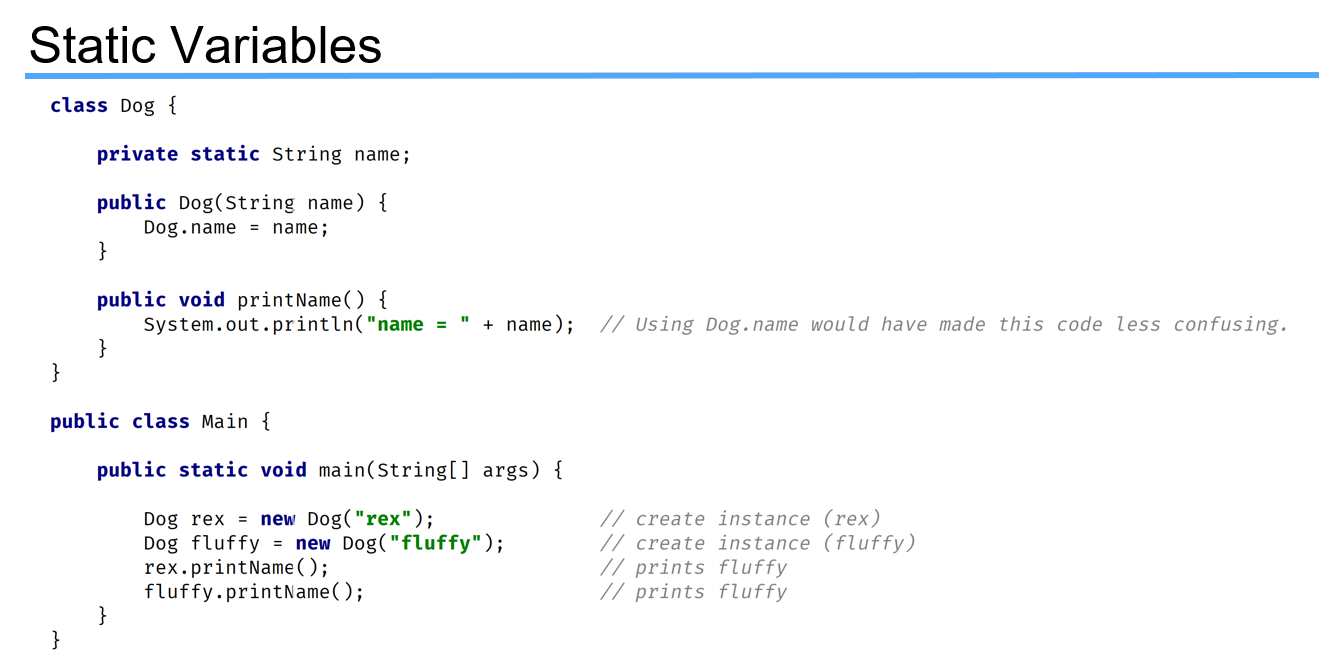 Static Variables
class Dog {
    private static String name;
    public Dog(String name) {
        Dog.name = name;
    }
    public void printName() {
        System.out.println("name = " + name);  // Using Dog.name would have made this code less confusing.
    }
}
public class Main {
    public static void main(String[] args) {
        Dog rex = new Dog("rex");              // create instance (rex)
        Dog fluffy = new Dog("fluffy");        // create instance (fluffy)
        rex.printName();                       // prints fluffy
        fluffy.printName();                    // prints fluffy
    }
}